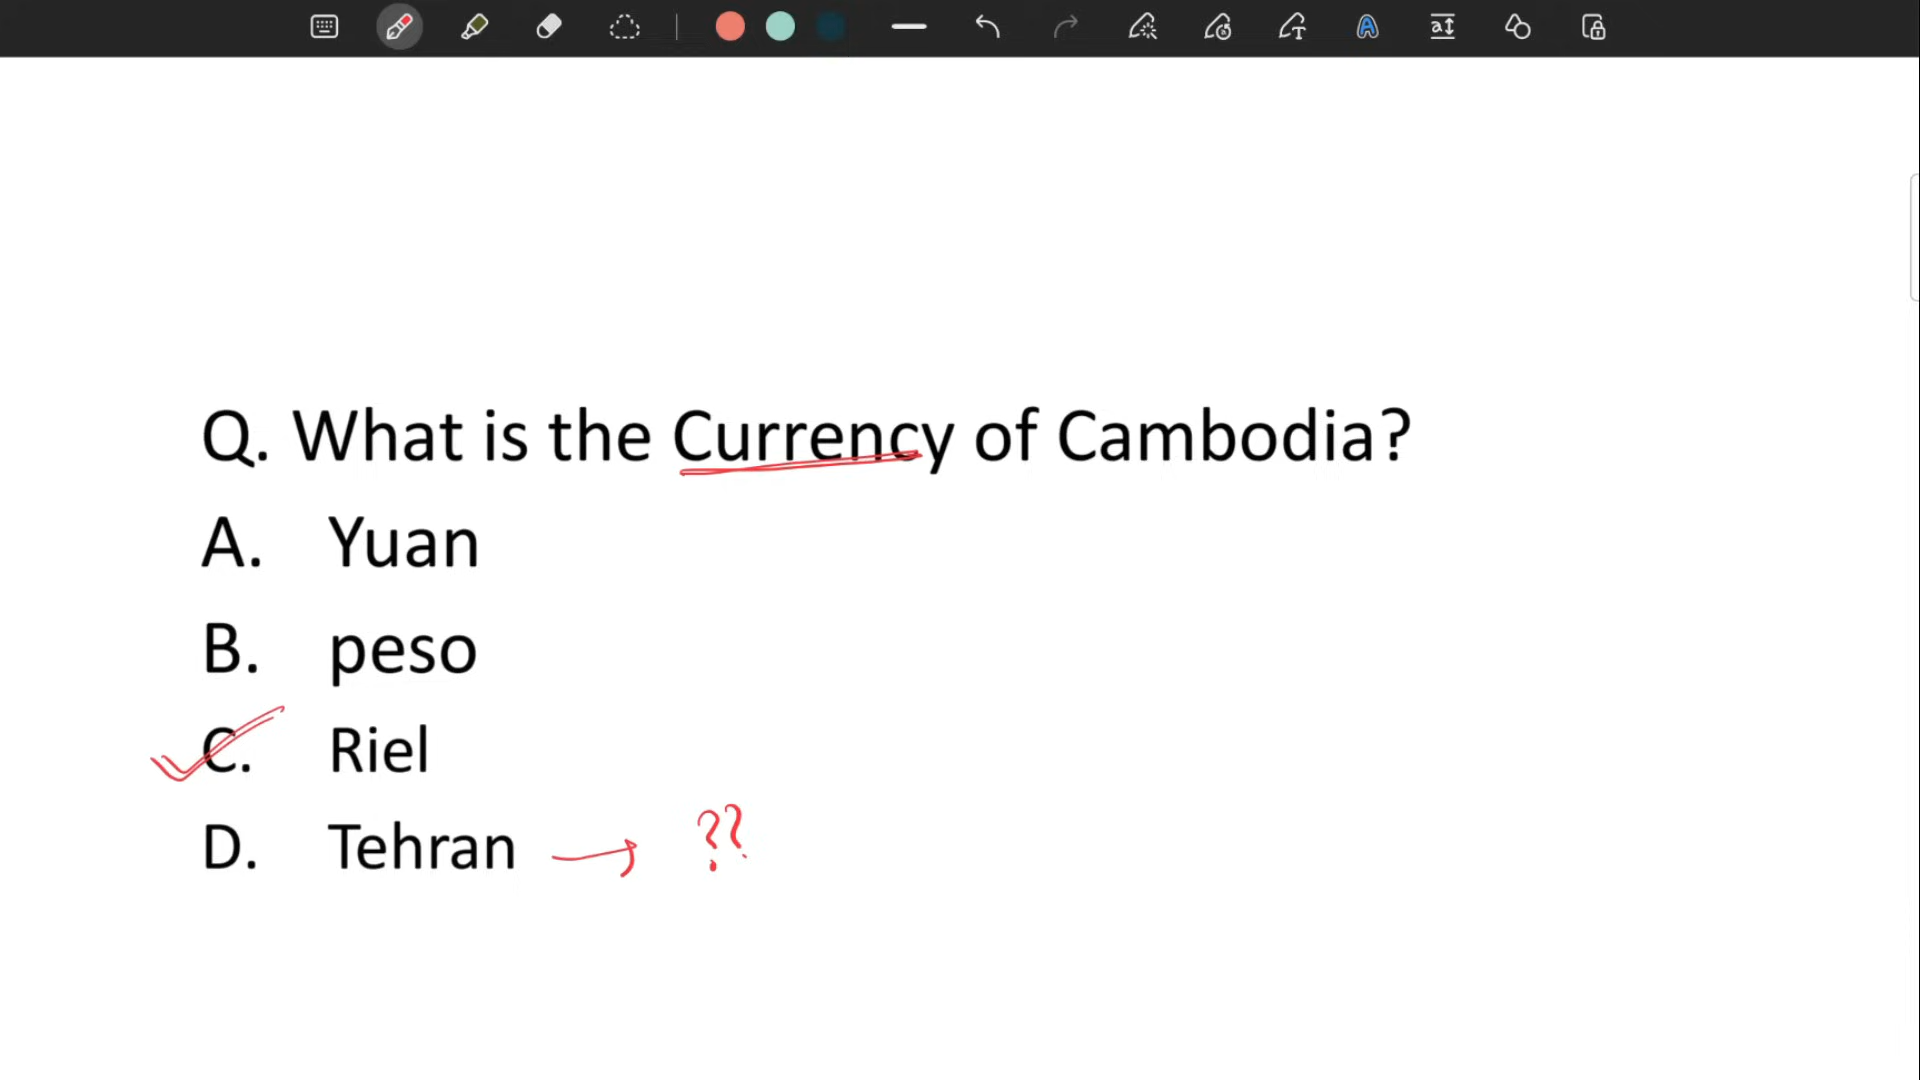 Q. What is the Currency of Cambodia?
A. Yuan
B. peso
C. Riel
D. Tehran → ??